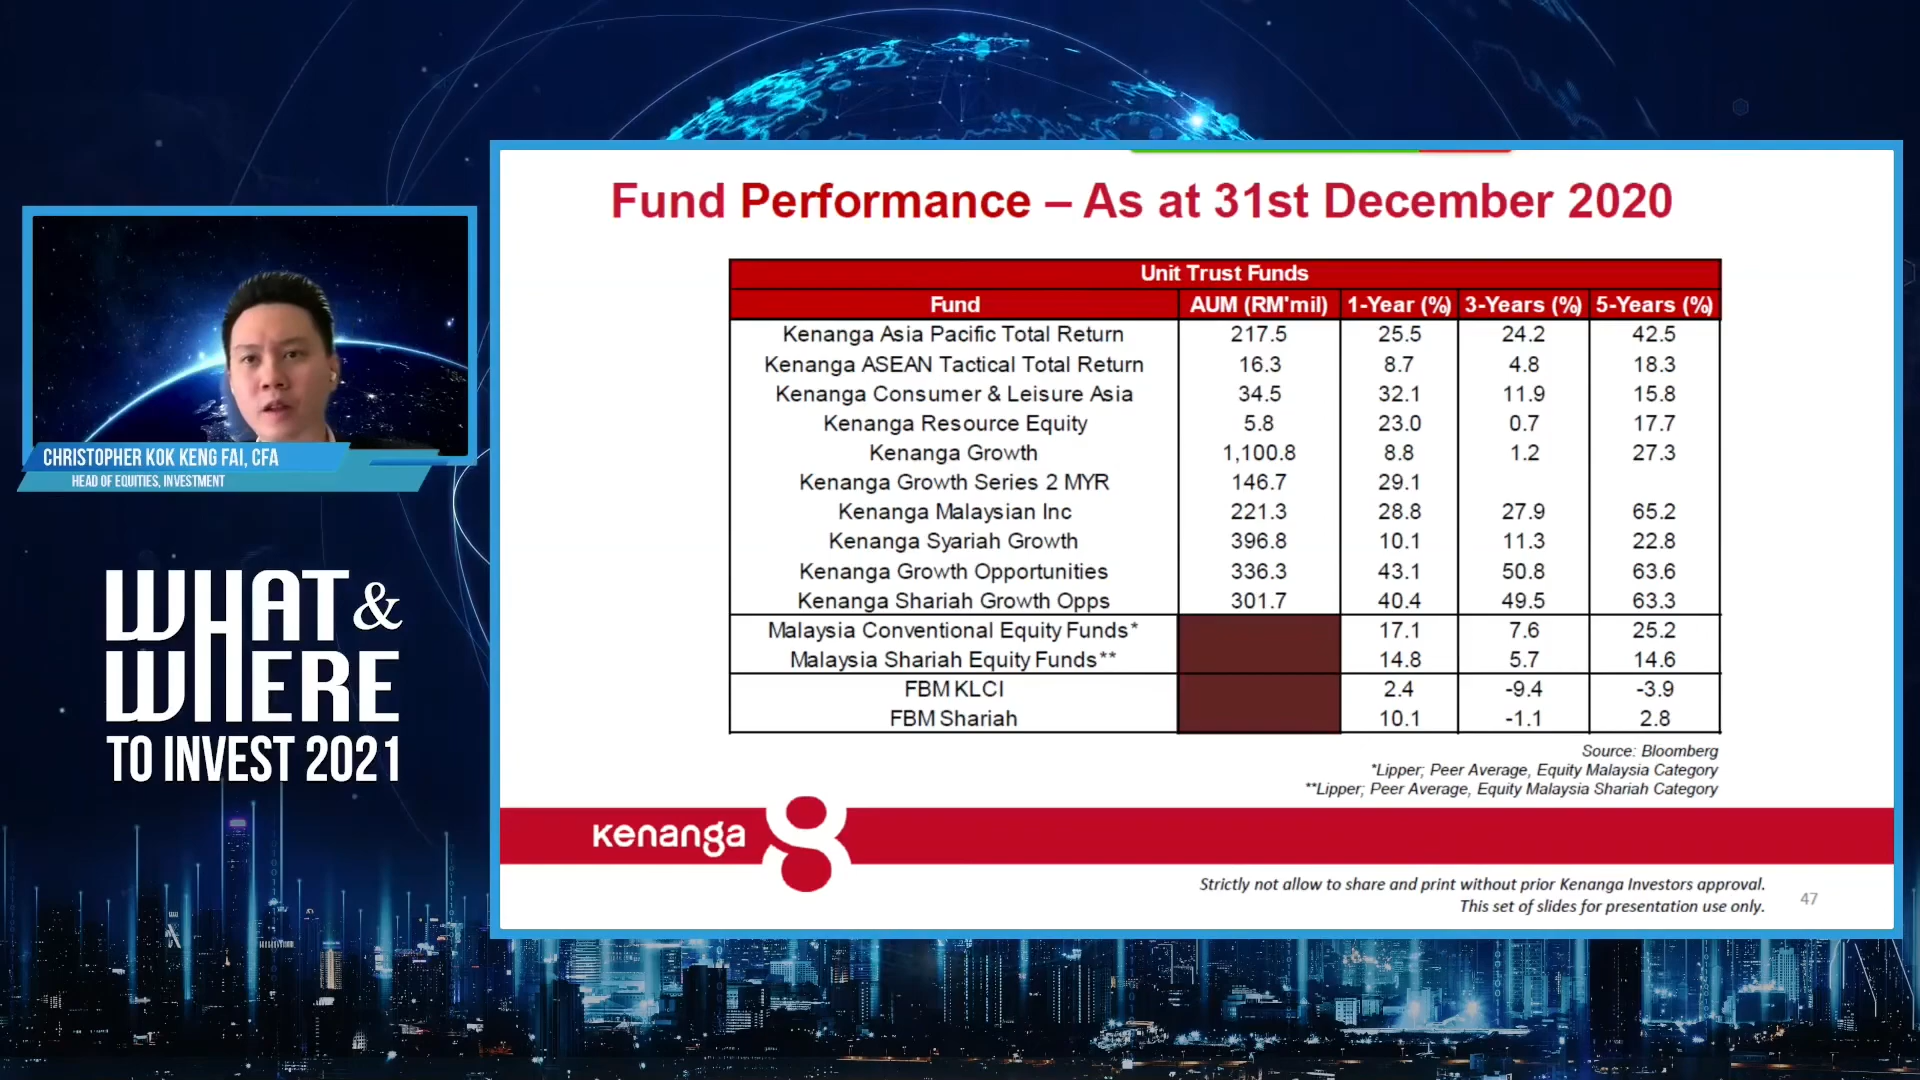 CHRISTOPHER KOK KENG FAI, CFA
HEAD OF EQUITIES, INVESTMENT
WHAT &
WHERE
TO INVEST 2021
Fund Performance – As at 31st December 2020
Unit Trust Funds
Fund AUM (RM'mil) 1-Year (%) 3-Years (%) 5-Years (%)
Kenanga Asia Pacific Total Return 217.5 25.5 24.2 42.5
Kenanga ASEAN Tactical Total Return 16.3 8.7 4.8 18.3
Kenanga Consumer & Leisure Asia 34.5 32.1 11.9 15.8
Kenanga Resource Equity 5.8 23.0 0.7 17.7
Kenanga Growth 1,100.8 8.8 1.2 27.3
Kenanga Growth Series 2 MYR 146.7 29.1
Kenanga Malaysian Inc 221.3 28.8 27.9 65.2
Kenanga Syariah Growth 396.8 10.1 11.3 22.8
Kenanga Growth Opportunities 336.3 43.1 50.8 63.6
Kenanga Shariah Growth Opps 301.7 40.4 49.5 63.3
Malaysia Conventional Equity Funds* 17.1 7.6 25.2
Malaysia Shariah Equity Funds** 14.8 5.7 14.6
FBM KLCI 2.4 -9.4 -3.9
FBM Shariah 10.1 -1.1 2.8
Source: Bloomberg
*Lipper; Peer Average, Equity Malaysia Category
**Lipper; Peer Average, Equity Malaysia Shariah Category
kenanga
Strictly not allow to share and print without prior Kenanga Investors approval.
This set of slides for presentation use only.
47